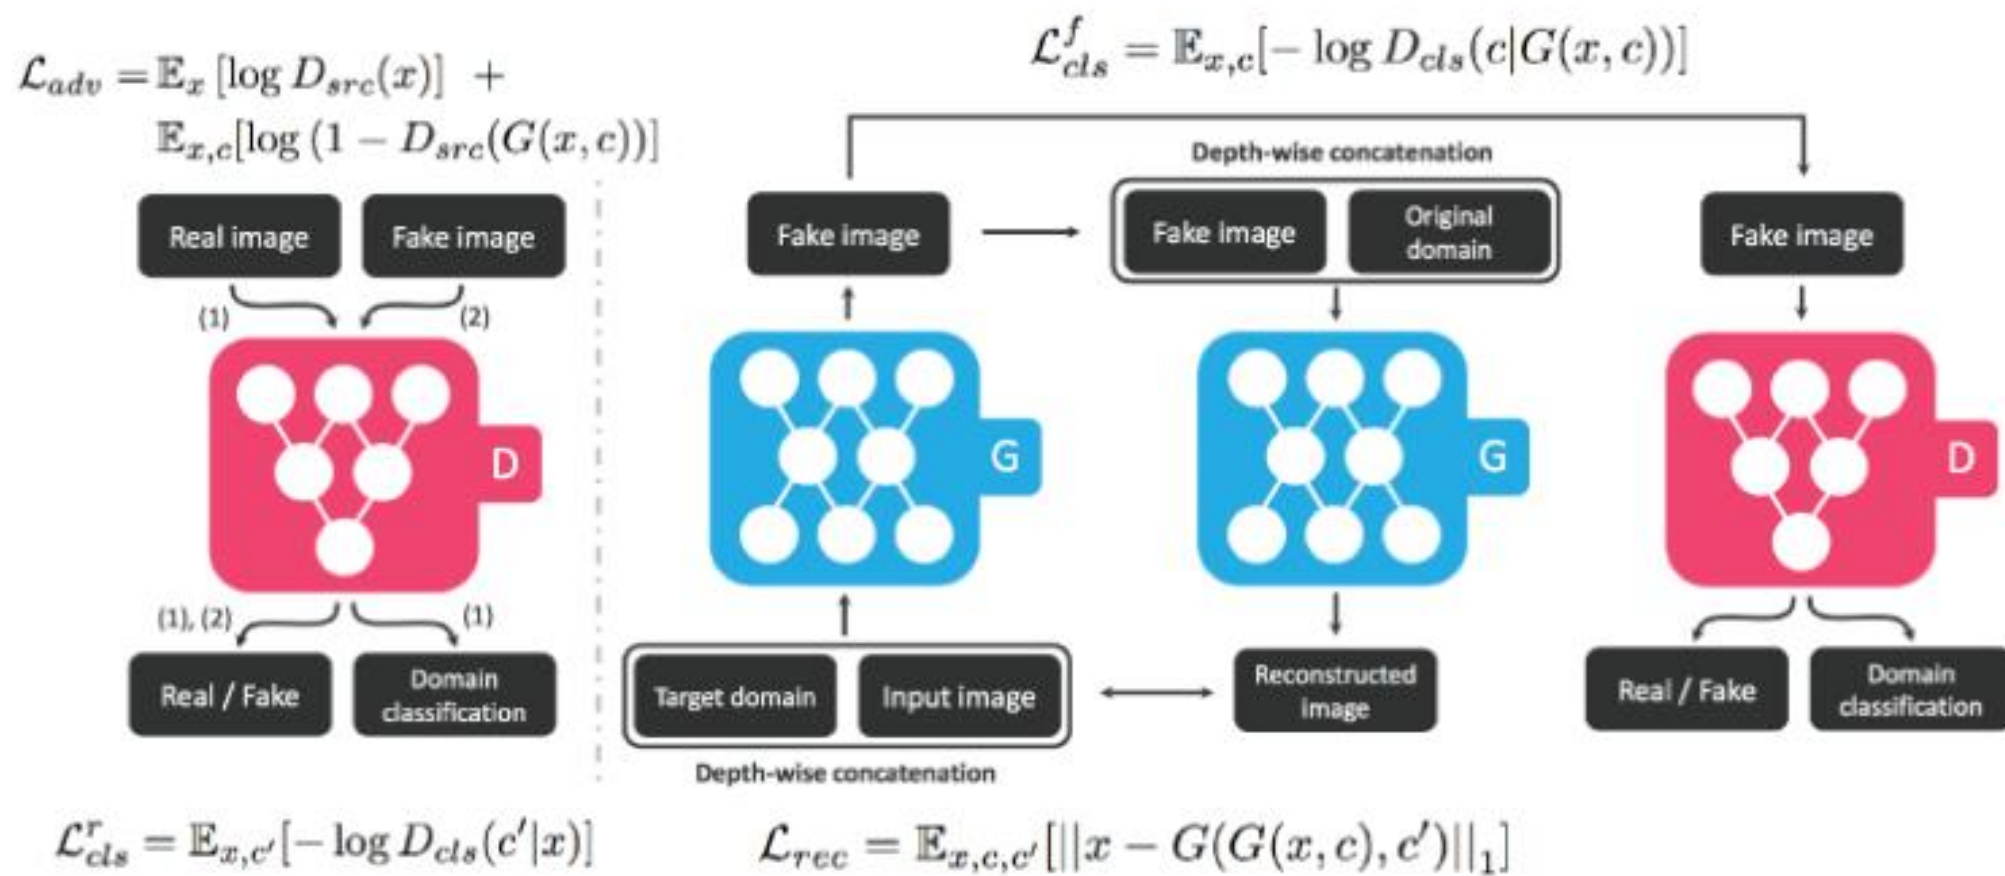 L_adv = E_x [log D_src(x)] +
E_x,c[log (1 − D_src(G(x, c))]
L^f_cls = E_x,c[− log D_cls(c|G(x, c))]
Depth-wise concatenation
Real image
Fake image
Fake image
Fake image
Original
domain
Fake image
(1)
(2)
D
G
G
D
(1), (2)
(1)
Real / Fake
Domain
classification
Target domain
Input image
Reconstructed
image
Real / Fake
Domain
classification
Depth-wise concatenation
L^r_cls = E_x,c′[− log D_cls(c′|x)]
L_rec = E_x,c,c′[||x − G(G(x, c), c′)||_1]